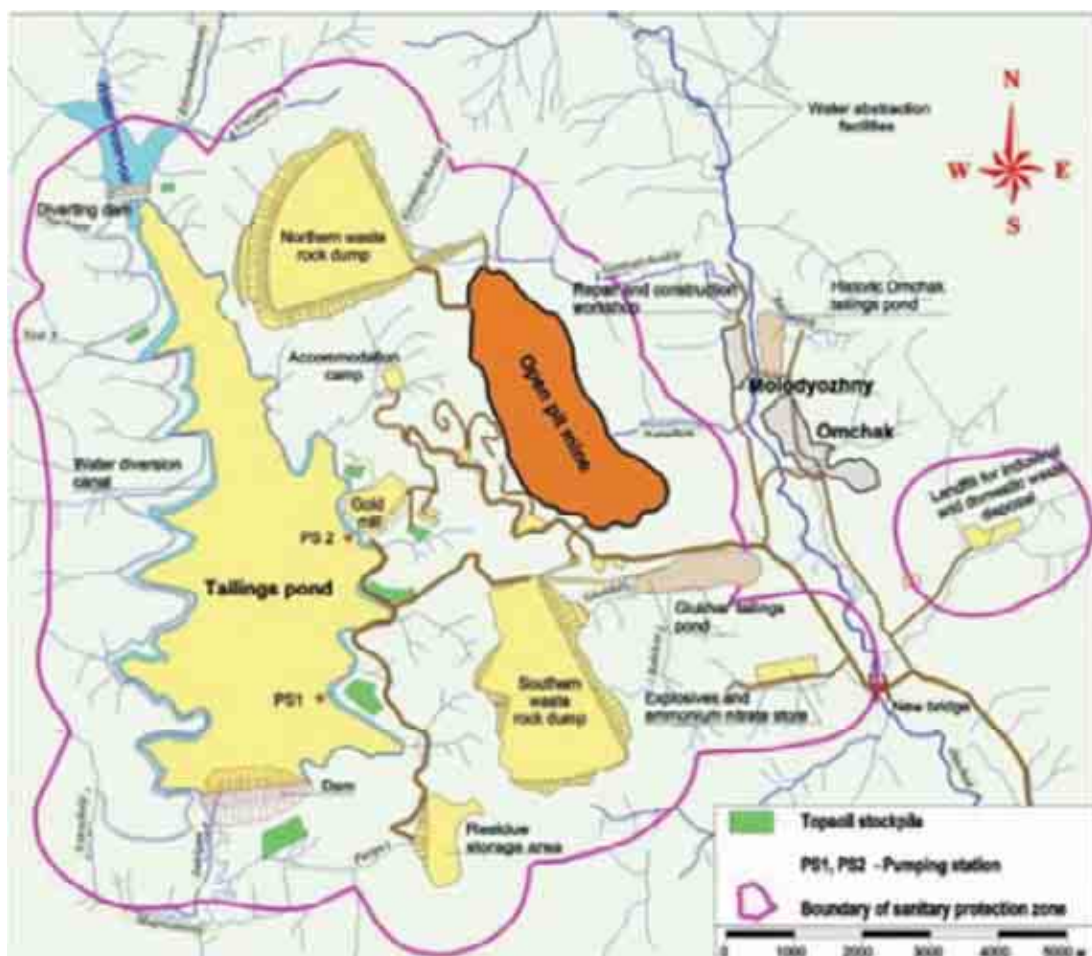 N
W E
S
Water abstraction
facilities
Diverting dam
Northern waste
rock dump
Repair and construction
workshop
Historic Omchak
tailings pond
Accommodation
camp
Open pit mine
Molodyozhny
Omchak
Landfill for industrial
and domestic waste
disposal
Water diversion
canal
Gold
mill
PS 2
Tailings pond
tailings
pond
PS1
Southern
waste
rock dump
Explosives and
ammonium nitrate store
New bridge
Dam
Residue
storage area
Topsoil stockpile
PS1, PS2 - Pumping station
Boundary of sanitary protection zone
0 1000 2000 3000 4000 5000 м